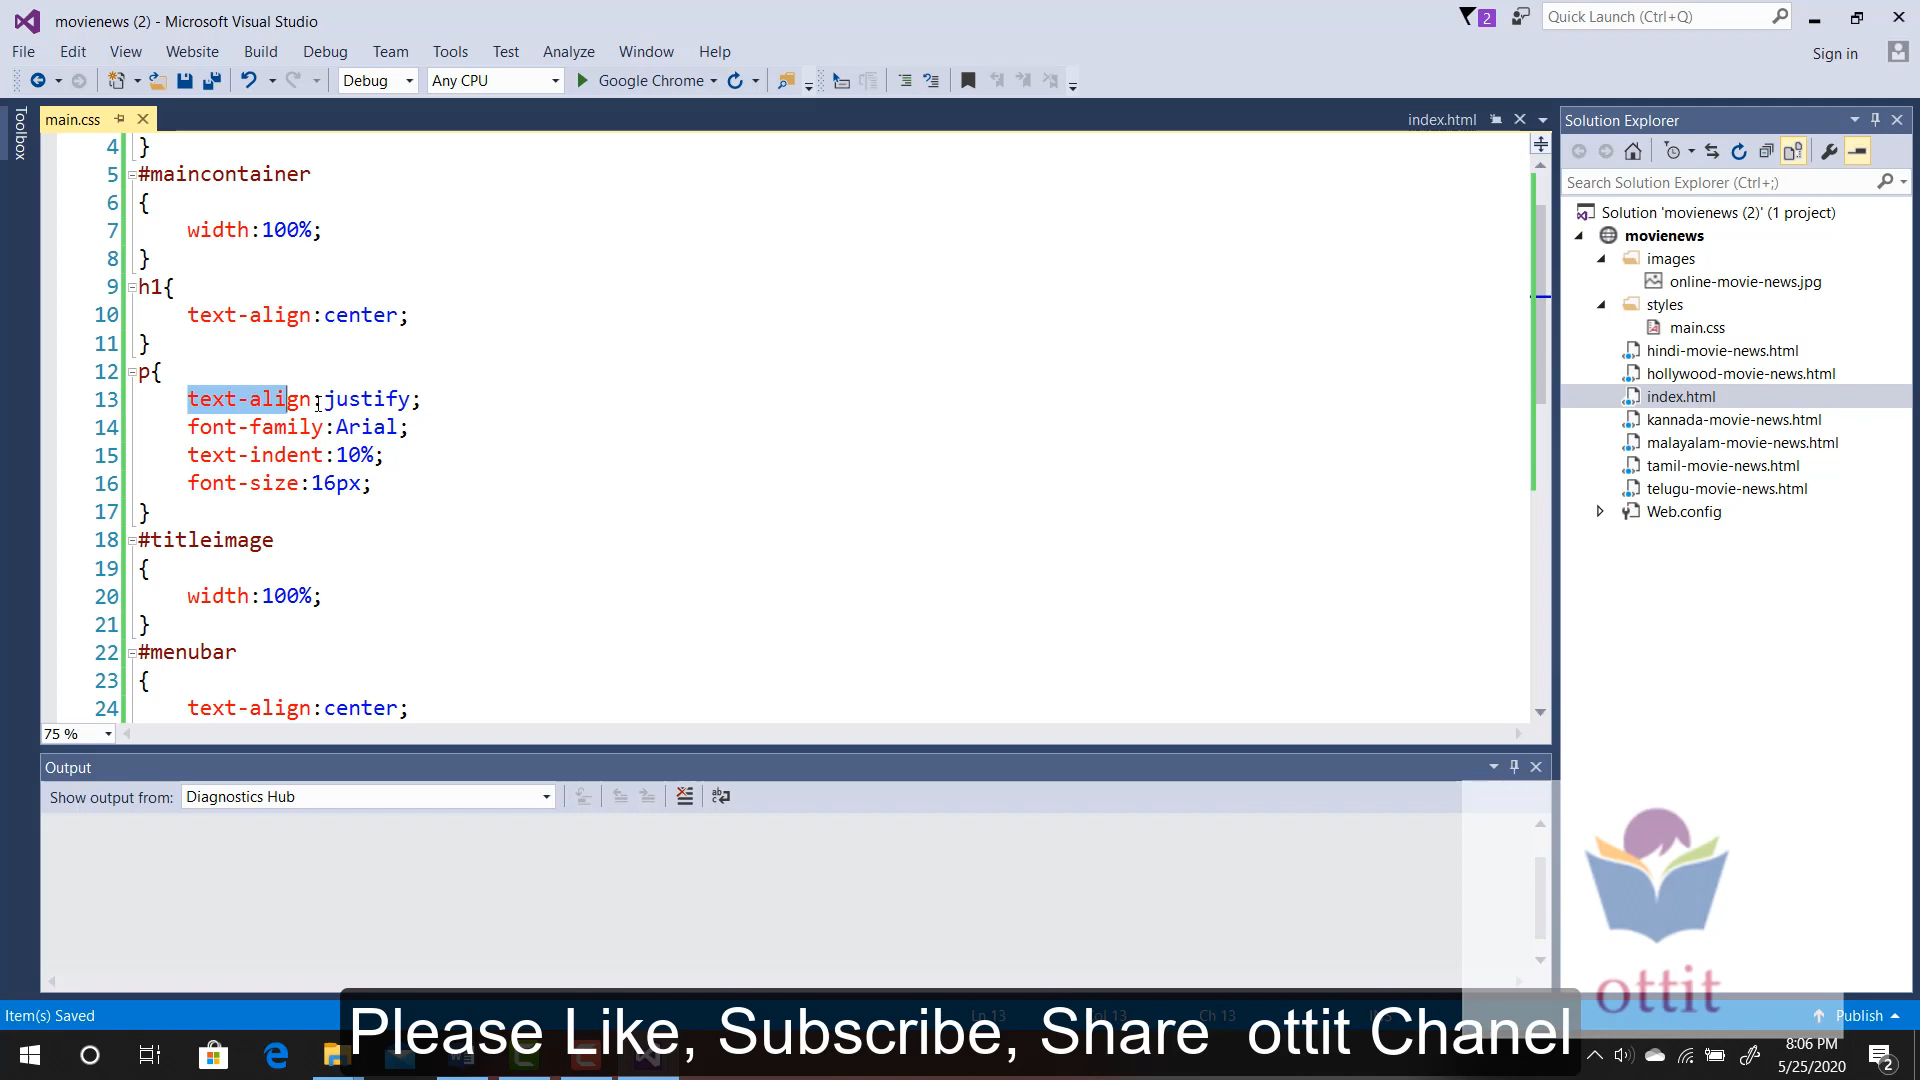 movienews (2) - Microsoft Visual Studio
2
Quick Launch (Ctrl+Q)
File Edit View Website Build Debug Team Tools Test Analyze Window Help
Sign in
Debug Any CPU Google Chrome
Toolbox
main.css
index.html
4 }
5 #maincontainer
6 {
7 width:100%;
8 }
9 h1{
10 text-align:center;
11 }
12 p{
13 text-align:justify;
14 font-family:Arial;
15 text-indent:10%;
16 font-size:16px;
17 }
18 #titleimage
19 {
20 width:100%;
21 }
22 #menubar
23 {
24 text-align:center;
75 %
Output
Show output from: Diagnostics Hub
Solution Explorer
Search Solution Explorer (Ctrl+;)
Solution 'movienews (2)' (1 project)
movienews
images
online-movie-news.jpg
styles
main.css
hindi-movie-news.html
hollywood-movie-news.html
index.html
kannada-movie-news.html
malayalam-movie-news.html
tamil-movie-news.html
telugu-movie-news.html
Web.config
ottit
Item(s) Saved
Ln 13
Ch 13
Publish
Please Like, Subscribe, Share ottit Chanel
8:06 PM
5/25/2020
2